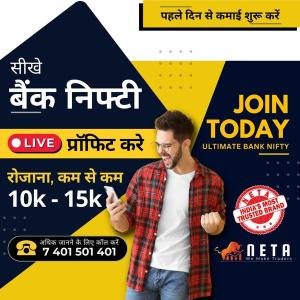 पहले दिन से कमाई शुरू करें
सीखे
बैंक निफ्टी
LIVE प्रॉफिट करे
रोजाना, कम से कम
10k - 15k
JOIN
TODAY
ULTIMATE BANK NIFTY
NETA
INDIA'S MOST
TRUSTED BRAND
NETA
We Make Traders
अधिक जानने के लिए कॉल करें
7 401 501 401